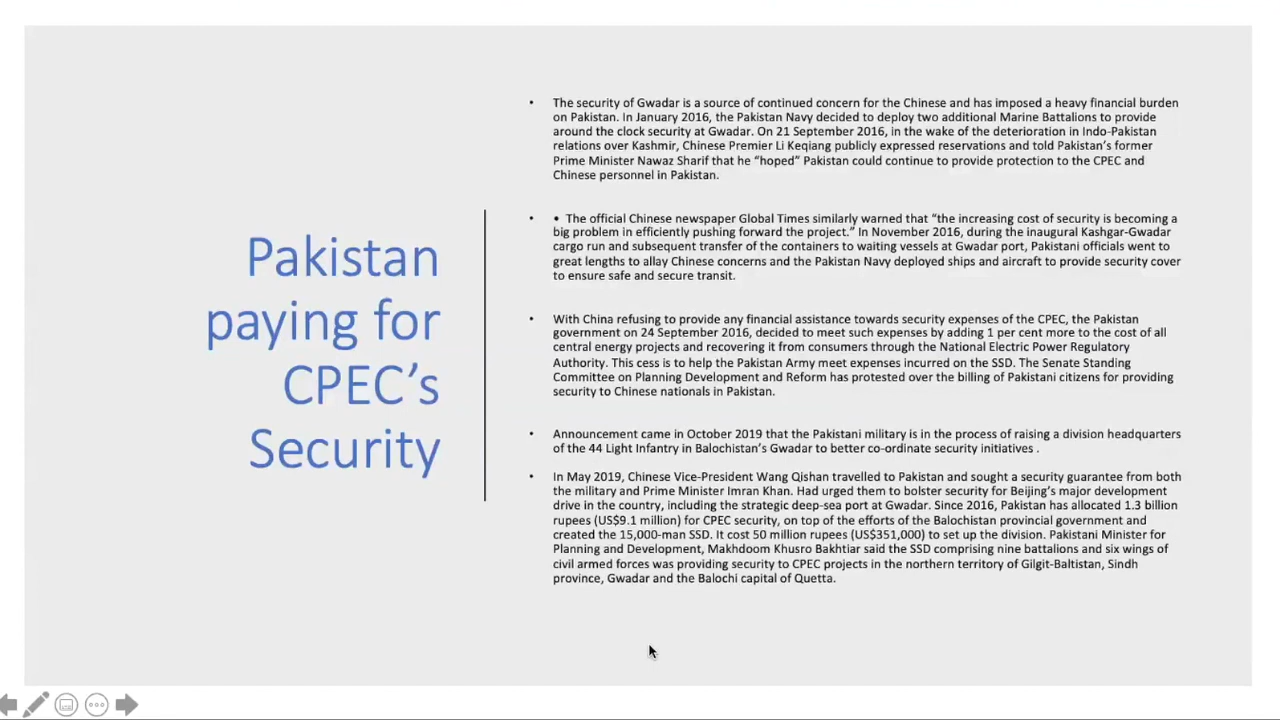 Pakistan
paying for
CPEC’s
Security
• The security of Gwadar is a source of continued concern for the Chinese and has imposed a heavy financial burden
on Pakistan. In January 2016, the Pakistan Navy decided to deploy two additional Marine Battalions to provide
around the clock security at Gwadar. On 21 September 2016, in the wake of the deterioration in Indo-Pakistan
relations over Kashmir, Chinese Premier Li Keqiang publicly expressed reservations and told Pakistan’s former
Prime Minister Nawaz Sharif that he “hoped” Pakistan could continue to provide protection to the CPEC and
Chinese personnel in Pakistan.
• • The official Chinese newspaper Global Times similarly warned that “the increasing cost of security is becoming a
big problem in efficiently pushing forward the project.” In November 2016, during the inaugural Kashgar-Gwadar
cargo run and subsequent transfer of the containers to waiting vessels at Gwadar port, Pakistani officials went to
great lengths to allay Chinese concerns and the Pakistan Navy deployed ships and aircraft to provide security cover
to ensure safe and secure transit.
• With China refusing to provide any financial assistance towards security expenses of the CPEC, the Pakistan
government on 24 September 2016, decided to meet such expenses by adding 1 per cent more to the cost of all
central energy projects and recovering it from consumers through the National Electric Power Regulatory
Authority. This cess is to help the Pakistan Army meet expenses incurred on the SSD. The Senate Standing
Committee on Planning Development and Reform has protested over the billing of Pakistani citizens for providing
security to Chinese nationals in Pakistan.
• Announcement came in October 2019 that the Pakistani military is in the process of raising a division headquarters
of the 44 Light Infantry in Balochistan’s Gwadar to better co-ordinate security initiatives .
• In May 2019, Chinese Vice-President Wang Qishan travelled to Pakistan and sought a security guarantee from both
the military and Prime Minister Imran Khan. Had urged them to bolster security for Beijing’s major development
drive in the country, including the strategic deep-sea port at Gwadar. Since 2016, Pakistan has allocated 1.3 billion
rupees (US$9.1 million) for CPEC security, on top of the efforts of the Balochistan provincial government and
created the 15,000-man SSD. It cost 50 million rupees (US$351,000) to set up the division. Pakistani Minister for
Planning and Development, Makhdoom Khusro Bakhtiar said the SSD comprising nine battalions and six wings of
civil armed forces was providing security to CPEC projects in the northern territory of Gilgit-Baltistan, Sindh
province, Gwadar and the Balochi capital of Quetta.